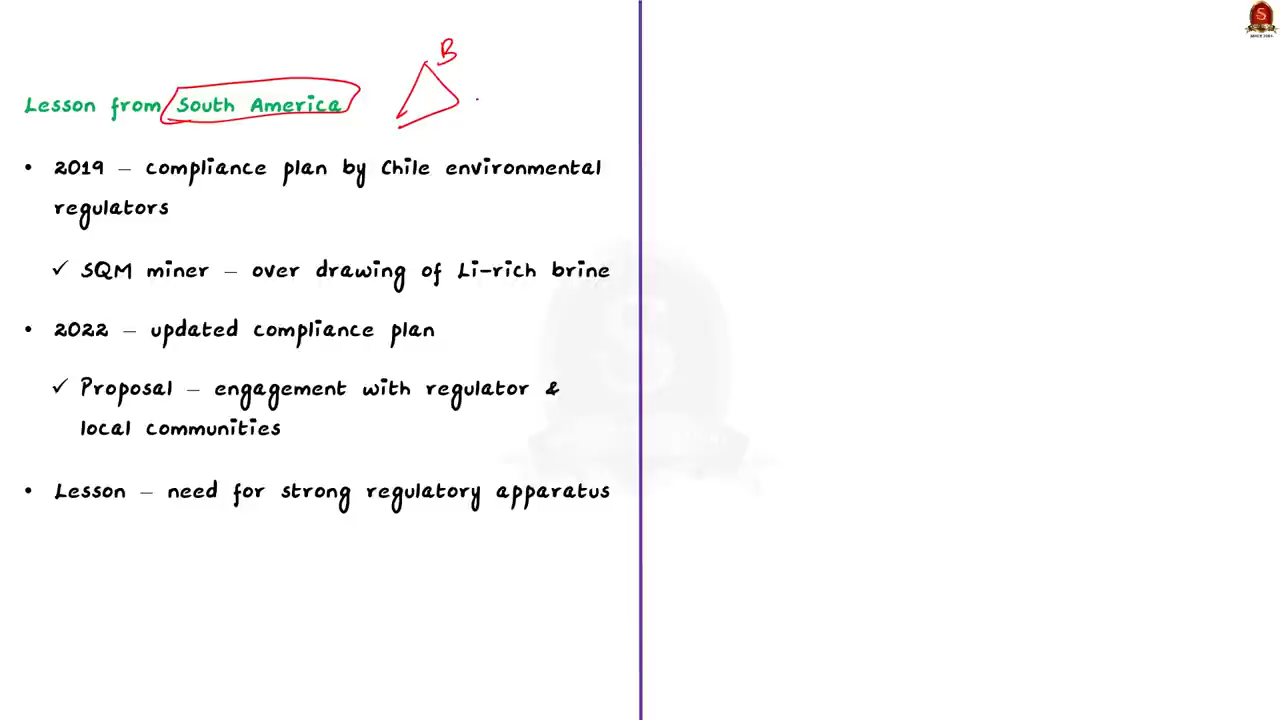 B
Lesson from South America
• 2019 – compliance plan by Chile environmental
regulators
✓ SQM miner – over drawing of Li-rich brine
• 2022 – updated compliance plan
✓ Proposal – engagement with regulator &
local communities
• Lesson – need for strong regulatory apparatus
S